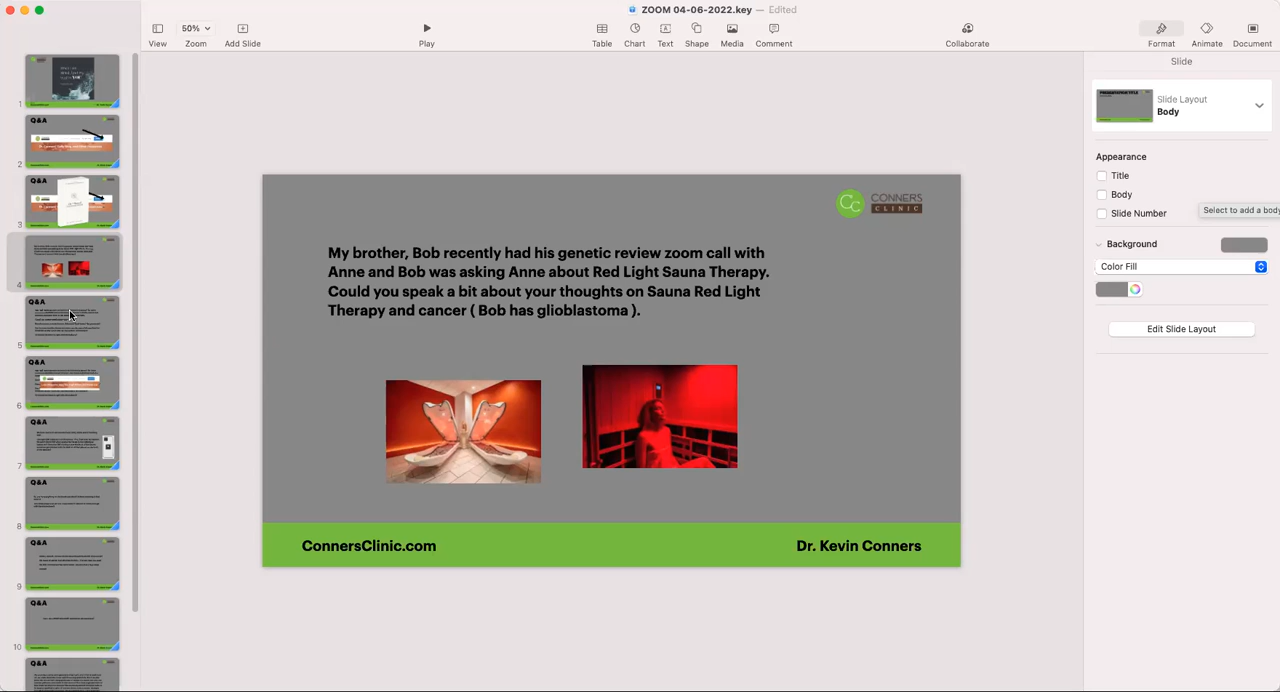 ZOOM 04-06-2022.key — Edited
50%
View
Zoom
Add Slide
Play
Table
Chart
Text
Shape
Media
Comment
Collaborate
Format
Animate
Document
Slide
Slide Layout
Body
Appearance
Title
Body
Slide Number
Select to add a body
Background
Color Fill
Edit Slide Layout
1
2
Q&A
3
4
Q&A
5
Q&A
6
Q&A
7
8
9
Q&A
10
Q&A
CC
CONNERS
CLINIC
My brother, Bob recently had his genetic review zoom call with
Anne and Bob was asking Anne about Red Light Sauna Therapy.
Could you speak a bit about your thoughts on Sauna Red Light
Therapy and cancer ( Bob has glioblastoma ).
ConnersClinic.com
Dr. Kevin Conners